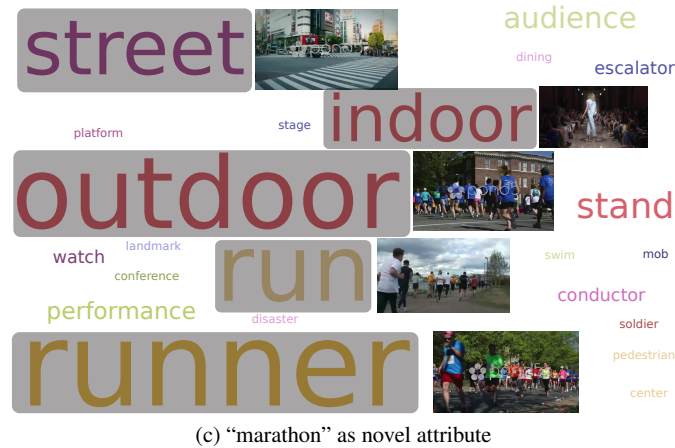 audience
street
dining
escalator
indoor
stage
platform
outdoor
stand
landmark
watch
run
swim
mob
conference
conductor
performance
disaster
soldier
runner
pedestrian
center
(c) “marathon” as novel attribute